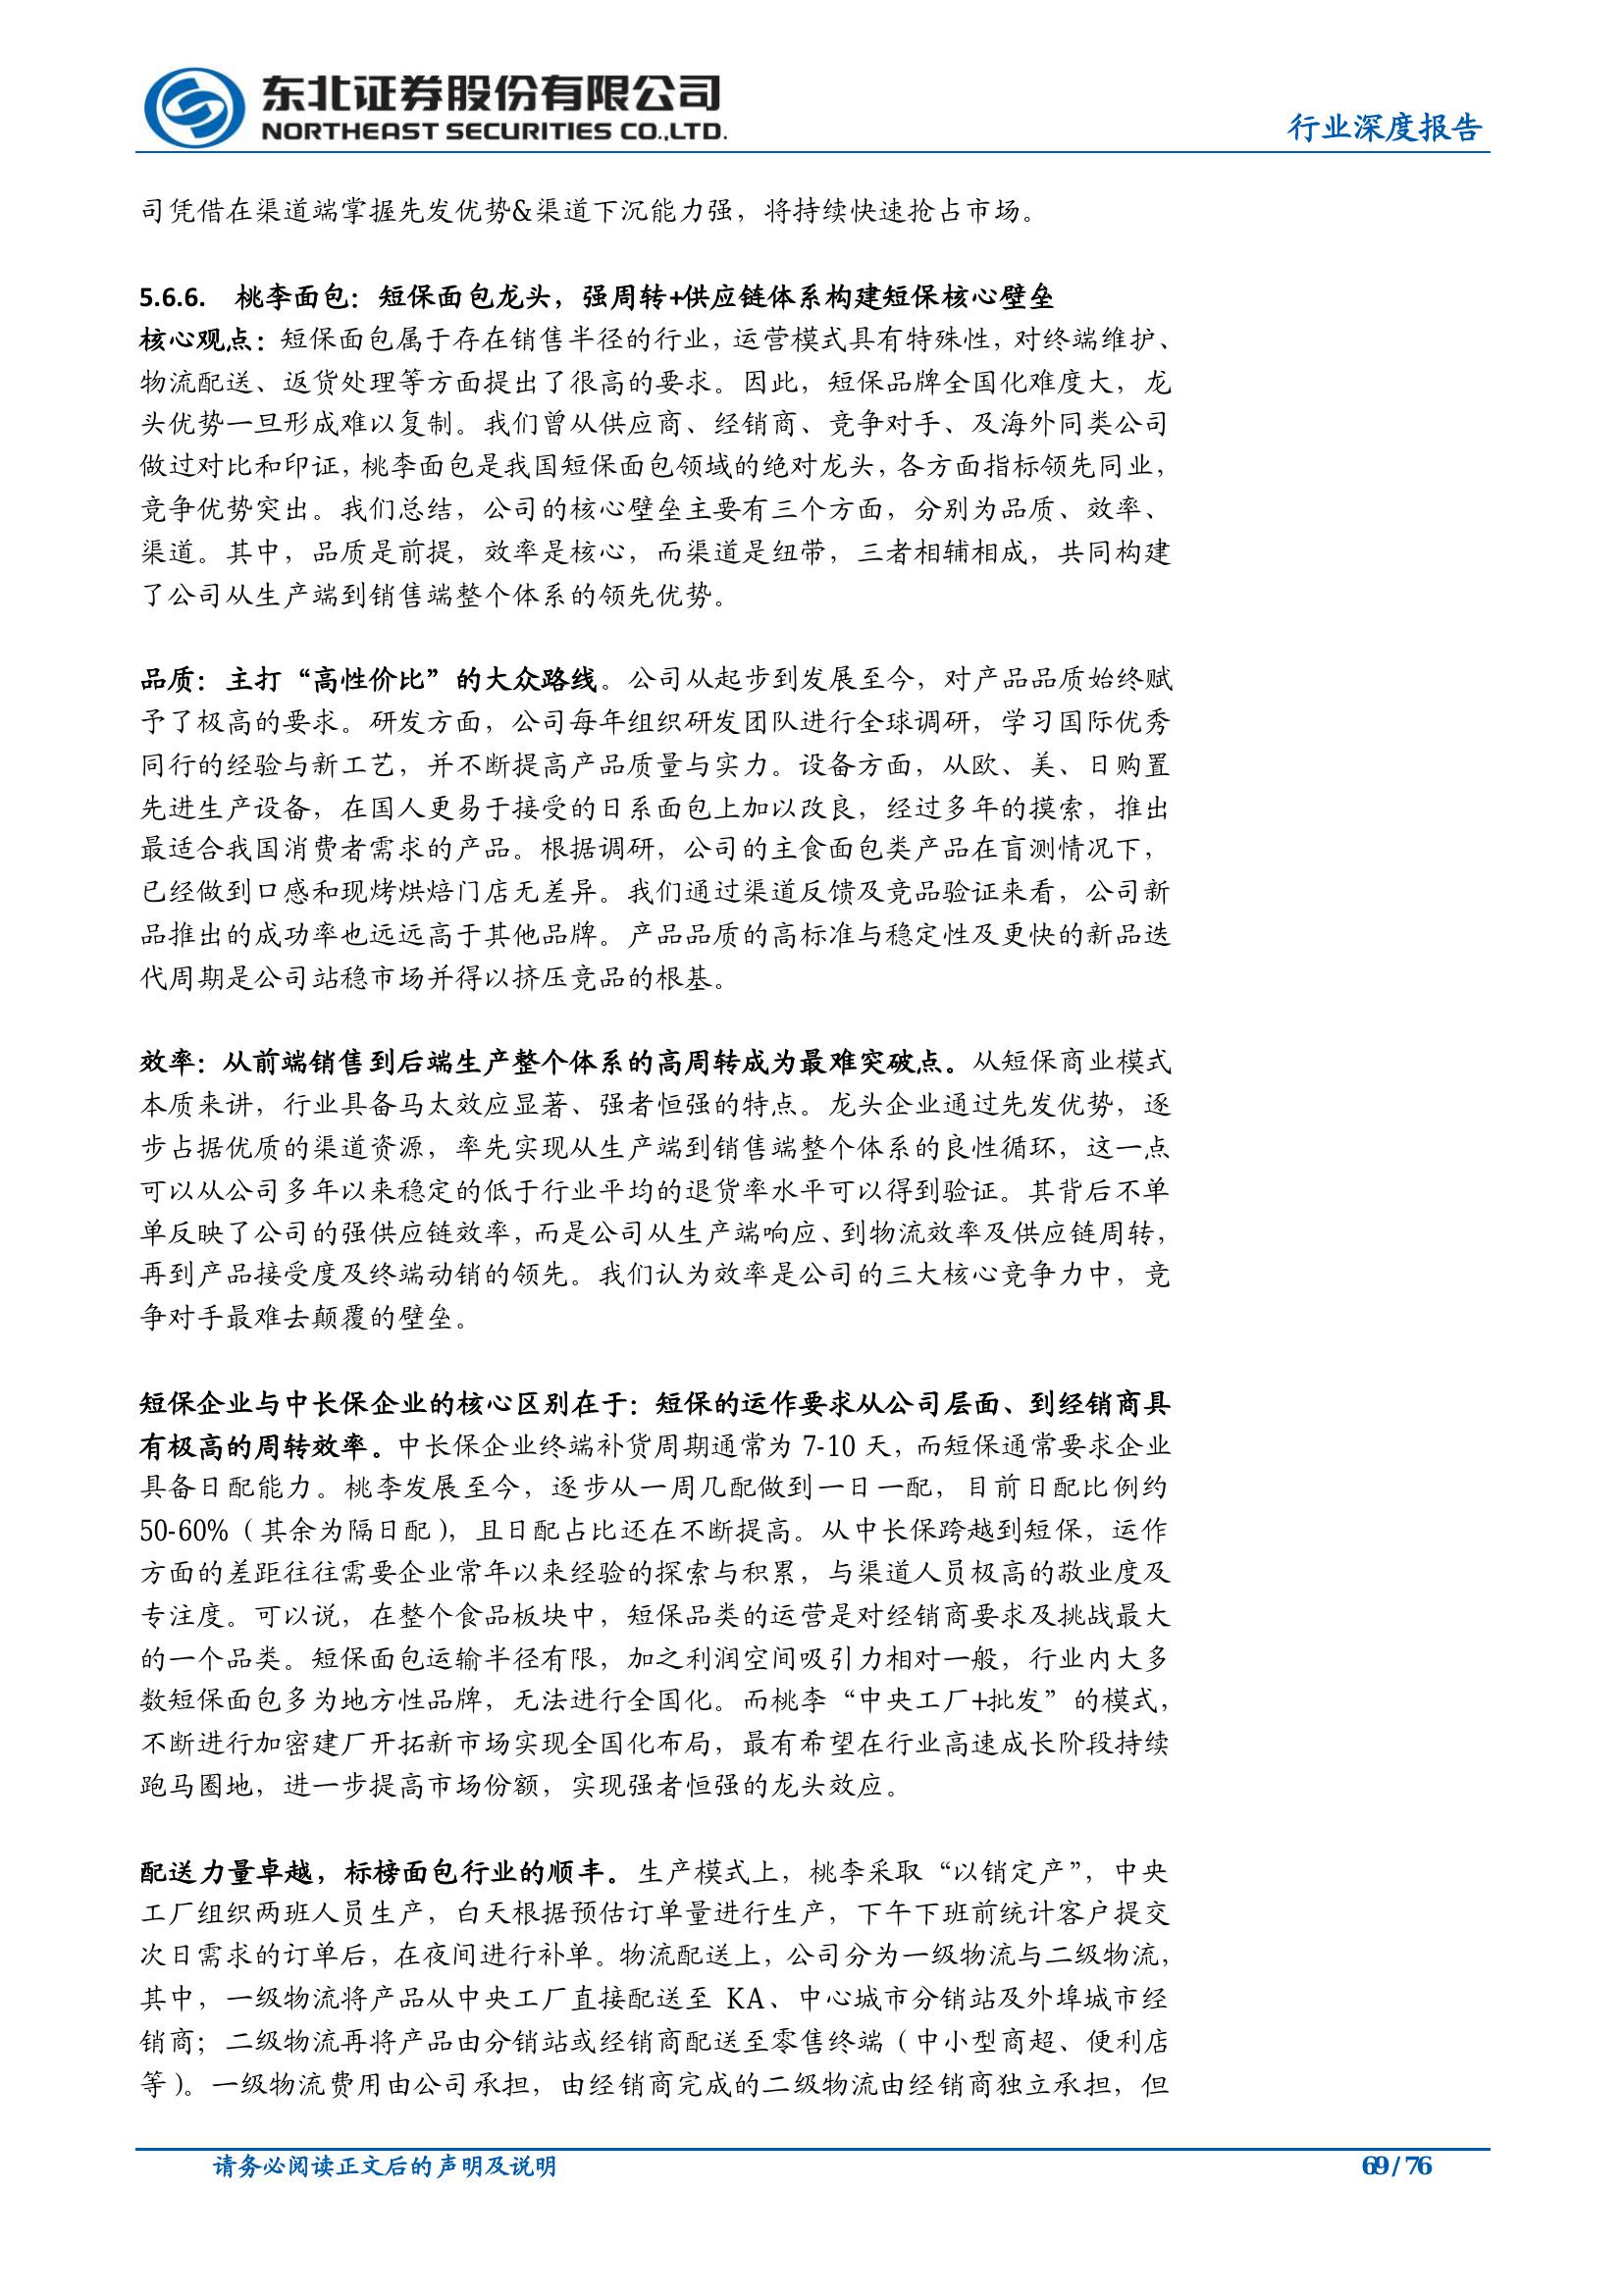 东北证券股份有限公司
NORTHEAST SECURITIES CO.,LTD.
行业深度报告
司凭借在渠道端掌握先发优势&渠道下沉能力强，将持续快速抢占市场。
5.6.6. 桃李面包：短保面包龙头，强周转+供应链体系构建短保核心壁垒
核心观点：短保面包属于存在销售半径的行业，运营模式具有特殊性，对终端维护、
物流配送、返货处理等方面提出了很高的要求。因此，短保品牌全国化难度大，龙
头优势一旦形成难以复制。我们曾从供应商、经销商、竞争对手、及海外同类公司
做过对比和印证，桃李面包是我国短保面包领域的绝对龙头，各方面指标领先同业，
竞争优势突出。我们总结，公司的核心壁垒主要有三个方面，分别为品质、效率、
渠道。其中，品质是前提，效率是核心，而渠道是纽带，三者相辅相成，共同构建
了公司从生产端到销售端整个体系的领先优势。
品质：主打“高性价比”的大众路线。公司从起步到发展至今，对产品品质始终赋
予了极高的要求。研发方面，公司每年组织研发团队进行全球调研，学习国际优秀
同行的经验与新工艺，并不断提高产品质量与实力。设备方面，从欧、美、日购置
先进生产设备，在国人更易于接受的日系面包上加以改良，经过多年的摸索，推出
最适合我国消费者需求的产品。根据调研，公司的主食面包类产品在盲测情况下，
已经做到口感和现烤烘焙门店无差异。我们通过渠道反馈及竞品验证来看，公司新
品推出的成功率也远远高于其他品牌。产品品质的高标准与稳定性及更快的新品迭
代周期是公司站稳市场并得以挤压竞品的根基。
效率：从前端销售到后端生产整个体系的高周转成为最难突破点。从短保商业模式
本质来讲，行业具备马太效应显著、强者恒强的特点。龙头企业通过先发优势，逐
步占据优质的渠道资源，率先实现从生产端到销售端整个体系的良性循环，这一点
可以从公司多年以来稳定的低于行业平均的退货率水平可以得到验证。其背后不单
单反映了公司的强供应链效率，而是公司从生产端响应、到物流效率及供应链周转，
再到产品接受度及终端动销的领先。我们认为效率是公司的三大核心竞争力中，竞
争对手最难去颠覆的壁垒。
短保企业与中长保企业的核心区别在于：短保的运作要求从公司层面、到经销商具
有极高的周转效率。中长保企业终端补货周期通常为 7-10 天，而短保通常要求企业
具备日配能力。桃李发展至今，逐步从一周几配做到一日一配，目前日配比例约
50-60%（其余为隔日配），且日配占比还在不断提高。从中长保跨越到短保，运作
方面的差距往往需要企业常年以来经验的探索与积累，与渠道人员极高的敬业度及
专注度。可以说，在整个食品板块中，短保品类的运营是对经销商要求及挑战最大
的一个品类。短保面包运输半径有限，加之利润空间吸引力相对一般，行业内大多
数短保面包多为地方性品牌，无法进行全国化。而桃李“中央工厂+批发”的模式，
不断进行加密建厂开拓新市场实现全国化布局，最有希望在行业高速成长阶段持续
跑马圈地，进一步提高市场份额，实现强者恒强的龙头效应。
配送力量卓越，标榜面包行业的顺丰。生产模式上，桃李采取“以销定产”，中央
工厂组织两班人员生产，白天根据预估订单量进行生产，下午下班前统计客户提交
次日需求的订单后，在夜间进行补单。物流配送上，公司分为一级物流与二级物流，
其中，一级物流将产品从中央工厂直接配送至 KA、中心城市分销站及外埠城市经
销商；二级物流再将产品由分销站或经销商配送至零售终端（中小型商超、便利店
等）。一级物流费用由公司承担，由经销商完成的二级物流由经销商独立承担，但
请务必阅读正文后的声明及说明
69 / 76